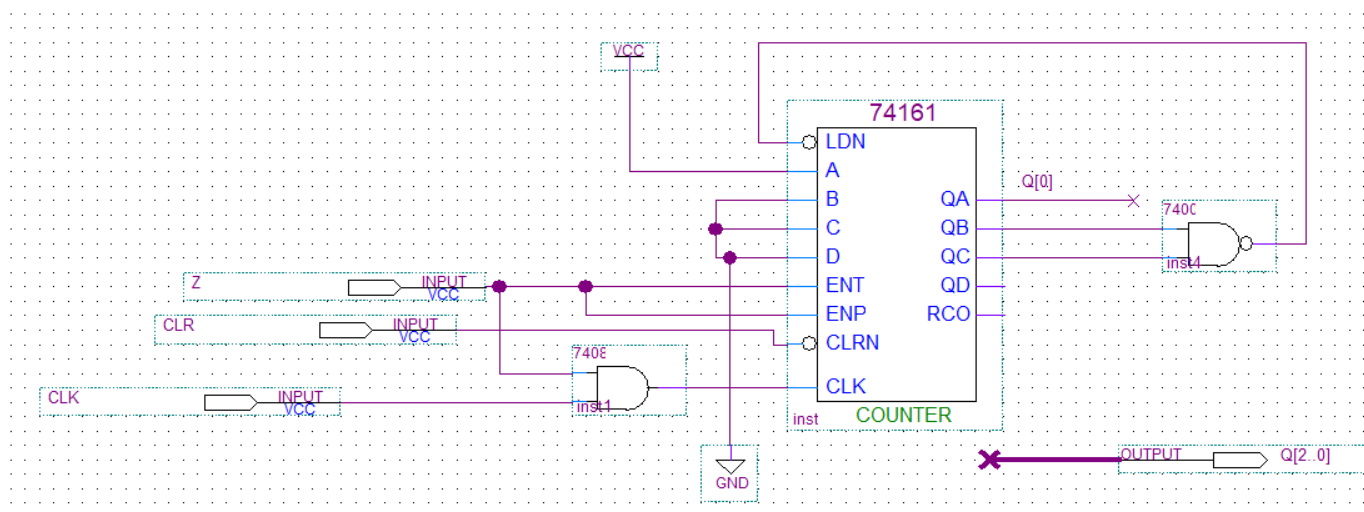 VCC
74161
LDN
A
B
C
D
ENT
ENP
CLRN
CLK
QA
QB
QC
QD
RCO
inst
COUNTER
Q[0]
7400
inst4
Z
INPUT
VCC
CLR
INPUT
VCC
7408
inst1
CLK
INPUT
VCC
GND
OUTPUT
Q[2..0]